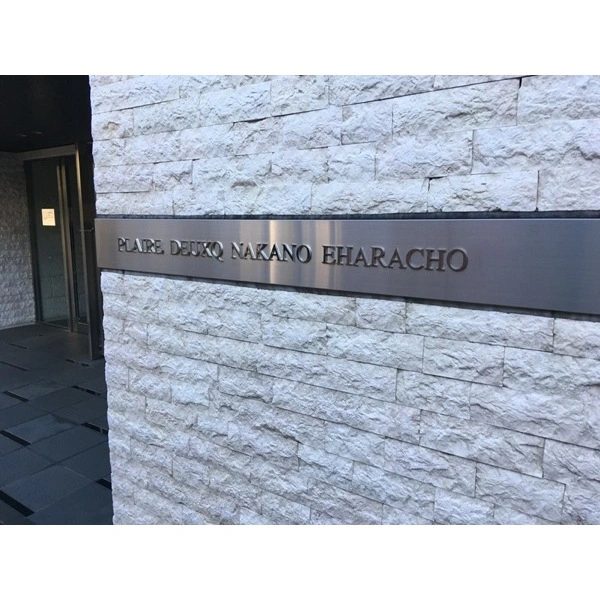 PLAIRE DEUXQ NAKANO EHARACHO